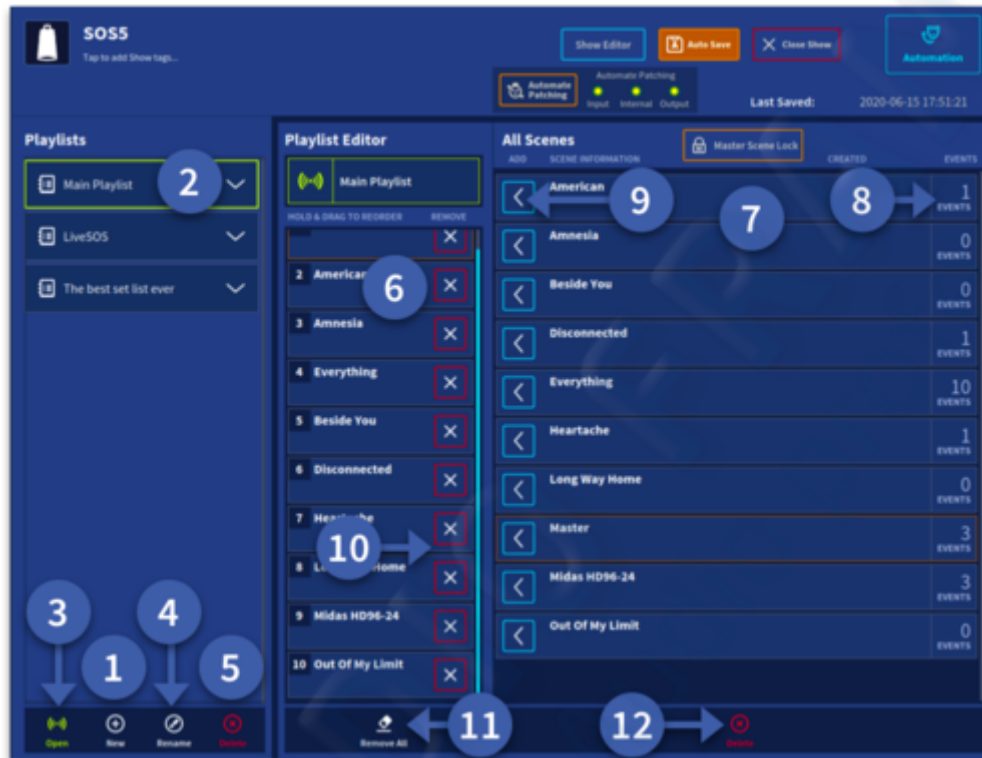 SOS5
Tap to add Show tags...
Show Editor
Auto Save
Close Show
Automation
Automate
Patching
Automate Patching
Input Internal Output
Last Saved: 2020-06-15 17:51:21
Playlists
Main Playlist
2
LiveSOS
The best set list ever
3
4
1
5
Open
New
Rename
Delete
Playlist Editor
Main Playlist
HOLD & DRAG TO REORDER REMOVE
2 American
6
3 Amnesia
4 Everything
5 Beside You
6 Disconnected
7
10
8 Home
9 Midas HD96-24
10 Out Of My Limit
Remove All
11
12
Delete
All Scenes
Master Scene Lock
ADD SCENE INFORMATION CREATED EVENTS
American 1
EVENTS
9
7
8
Amnesia 0
EVENTS
Beside You 0
EVENTS
Disconnected 1
EVENTS
Everything 10
EVENTS
Heartache 1
EVENTS
Long Way Home 0
EVENTS
Master 3
EVENTS
Midas HD96-24 3
EVENTS
Out Of My Limit 0
EVENTS